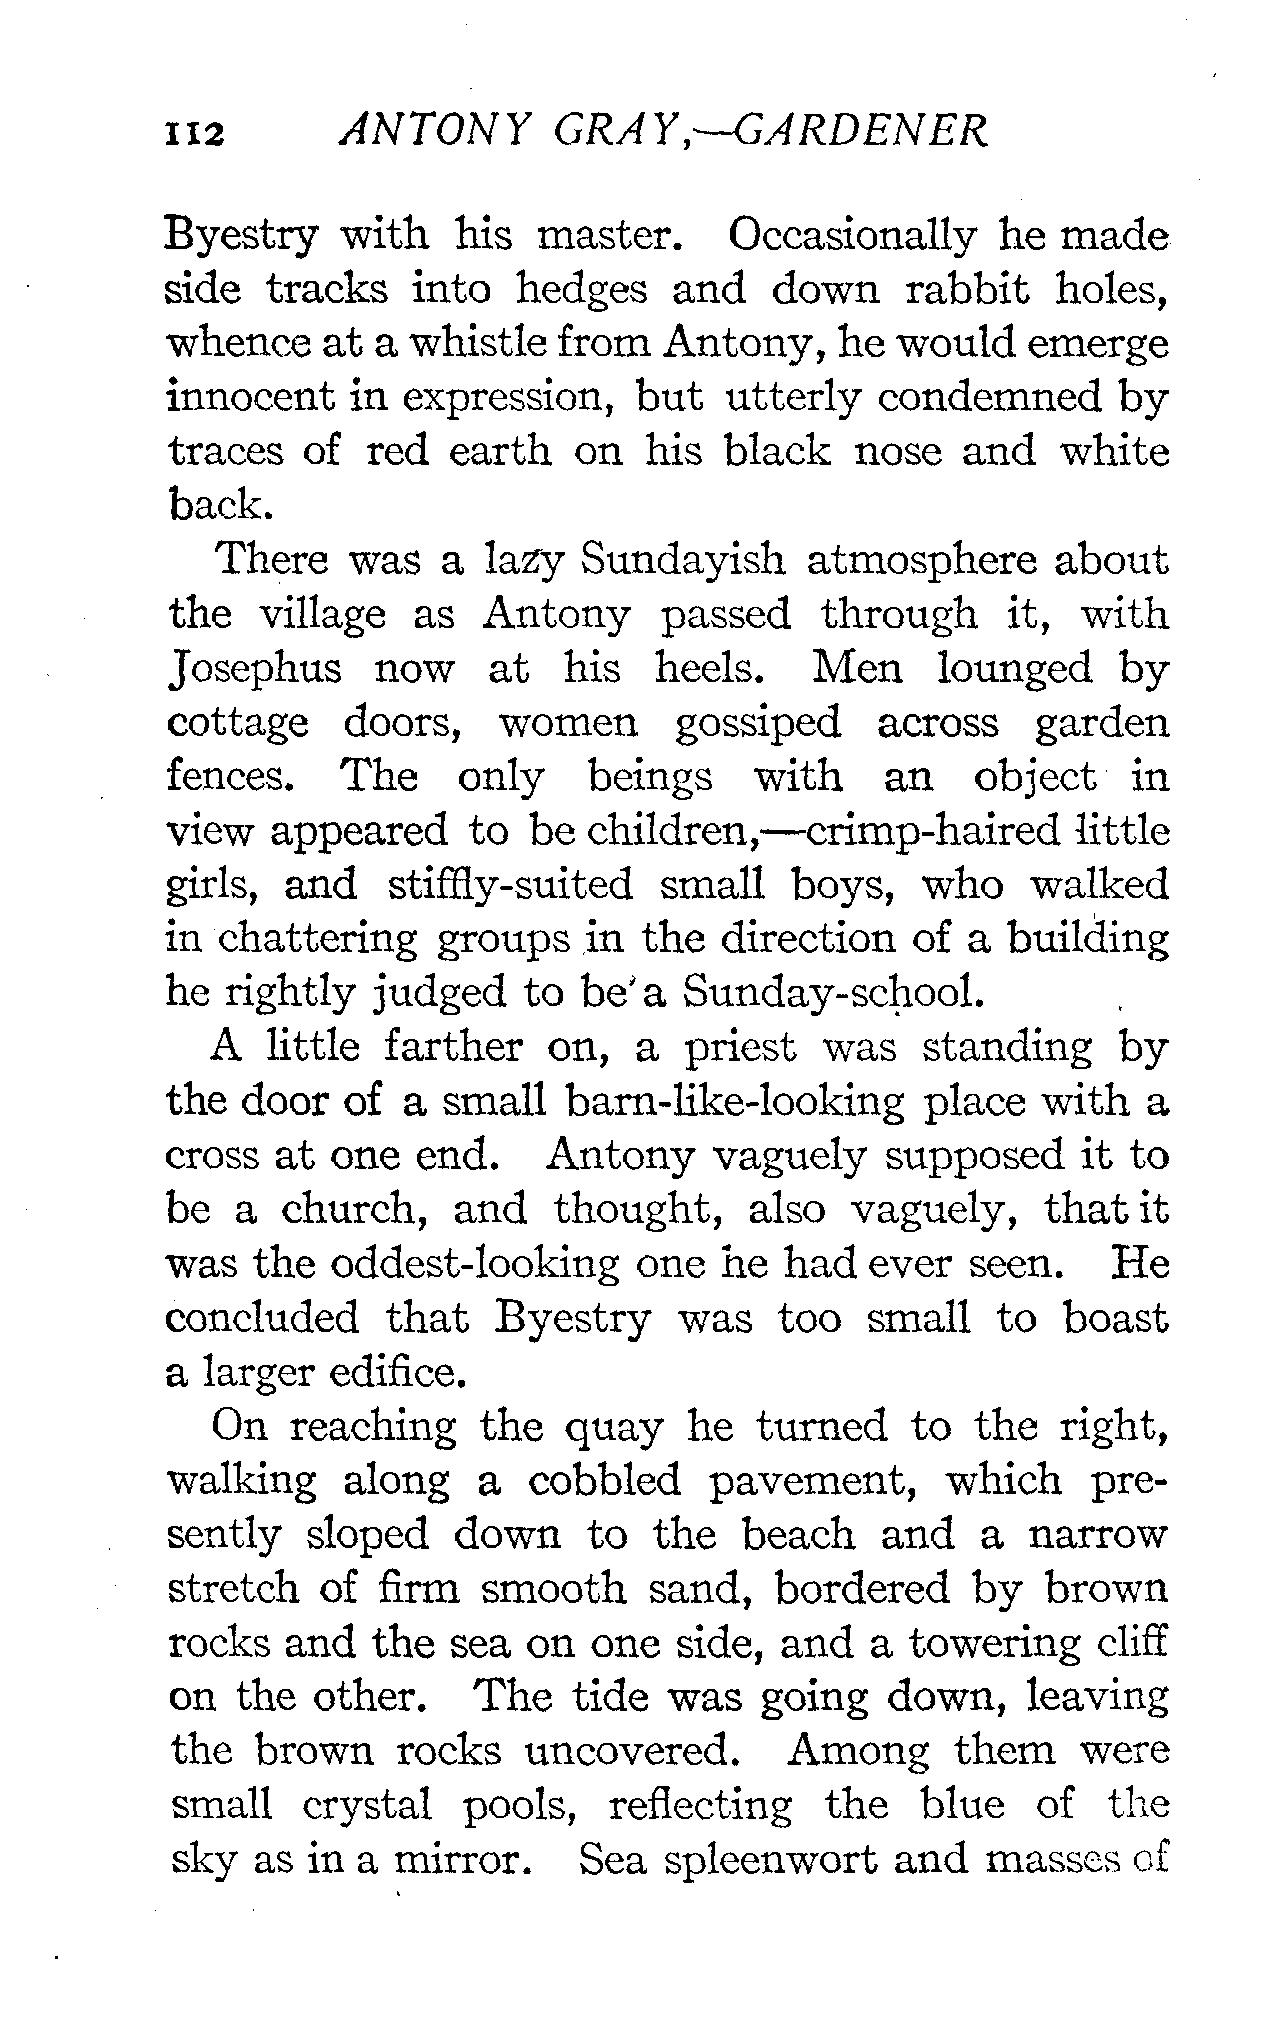 112 ANTONY GRAY,—GARDENER
Byestry with his master. Occasionally he made
side tracks into hedges and down rabbit holes,
whence at a whistle from Antony, he would emerge
innocent in expression, but utterly condemned by
traces of red earth on his black nose and white
back.
There was a lazy Sundayish atmosphere about
the village as Antony passed through it, with
Josephus now at his heels. Men lounged by
cottage doors, women gossiped across garden
fences. The only beings with an object in
view appeared to be children,—crimp-haired little
girls, and stiffly-suited small boys, who walked
in chattering groups in the direction of a building
he rightly judged to be a Sunday-school.
A little farther on, a priest was standing by
the door of a small barn-like-looking place with a
cross at one end. Antony vaguely supposed it to
be a church, and thought, also vaguely, that it
was the oddest-looking one he had ever seen. He
concluded that Byestry was too small to boast
a larger edifice.
On reaching the quay he turned to the right,
walking along a cobbled pavement, which pre-
sently sloped down to the beach and a narrow
stretch of firm smooth sand, bordered by brown
rocks and the sea on one side, and a towering cliff
on the other. The tide was going down, leaving
the brown rocks uncovered. Among them were
small crystal pools, reflecting the blue of the
sky as in a mirror. Sea spleenwort and masses of